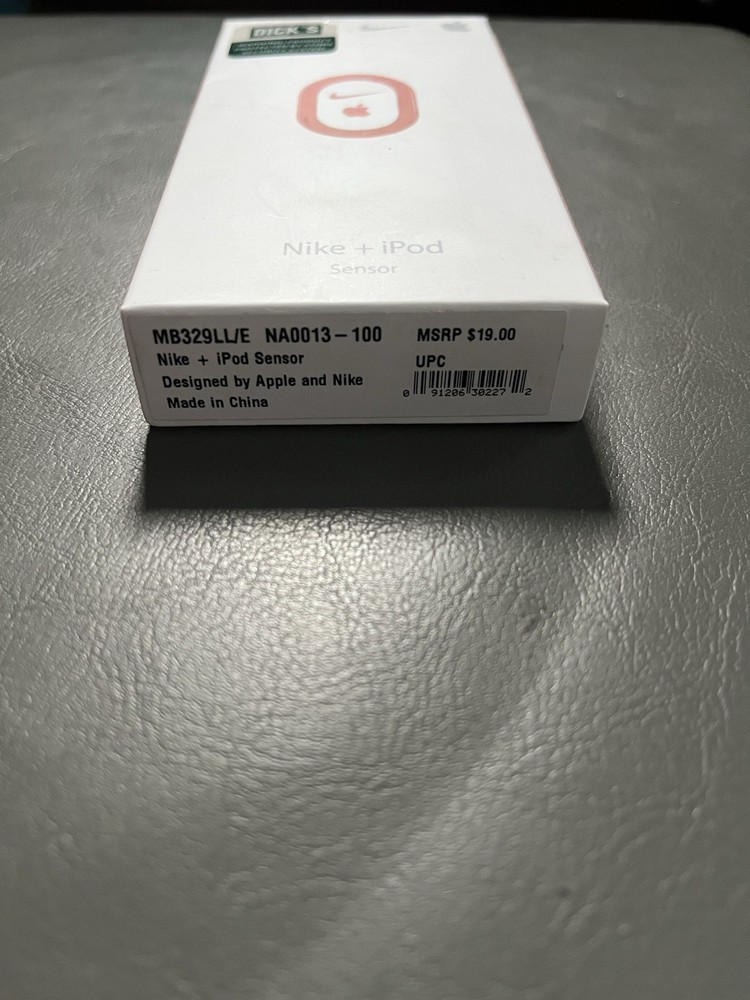 DICK'S
Nike + iPod
Sensor
MB329LL/E NA0013-100
Nike + iPod Sensor
Designed by Apple and Nike
Made in China
MSRP $19.00
UPC
0 91206 30227 2